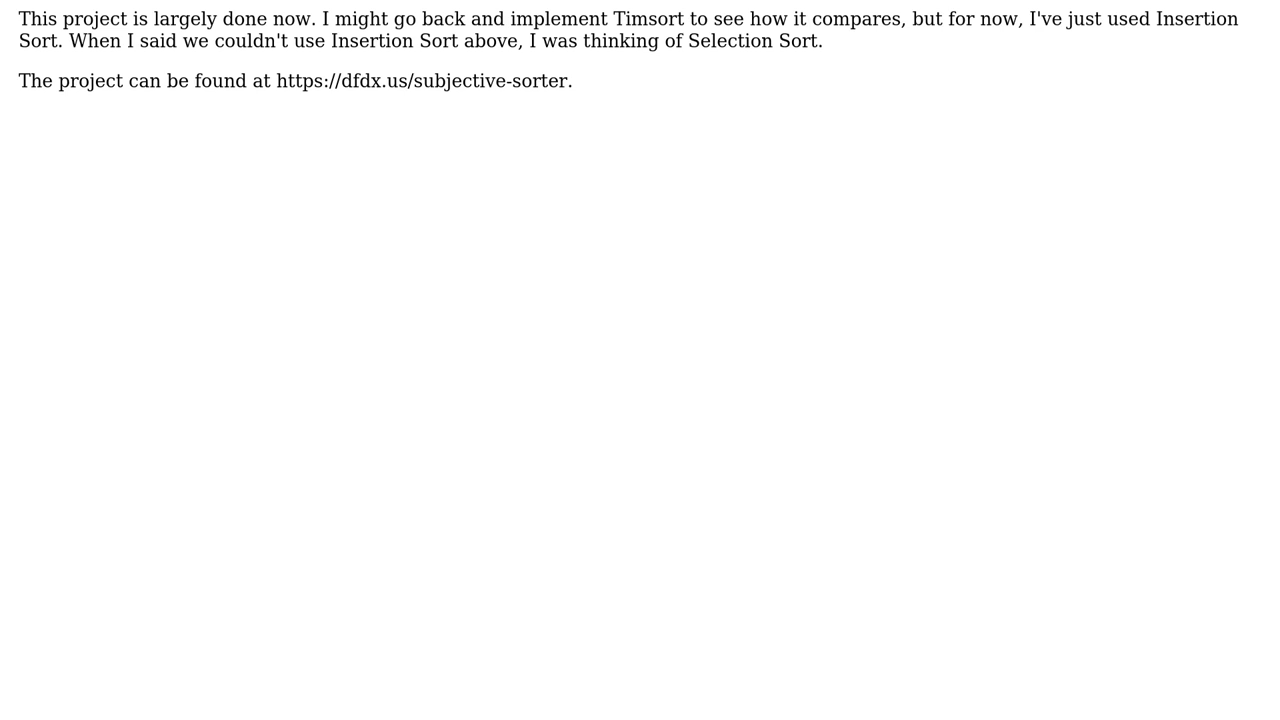 This project is largely done now. I might go back and implement Timsort to see how it compares, but for now, I've just used Insertion
Sort. When I said we couldn't use Insertion Sort above, I was thinking of Selection Sort.
The project can be found at https://dfdx.us/subjective-sorter.